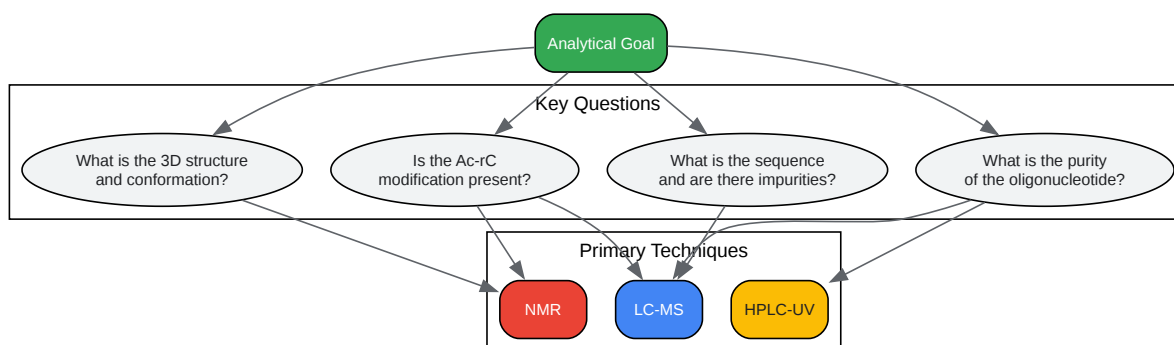 Analytical Goal
Key Questions
What is the 3D structure
and conformation?
Is the Ac-rC
modification present?
What is the sequence
and are there impurities?
What is the purity
of the oligonucleotide?
Primary Techniques
NMR
LC-MS
HPLC-UV